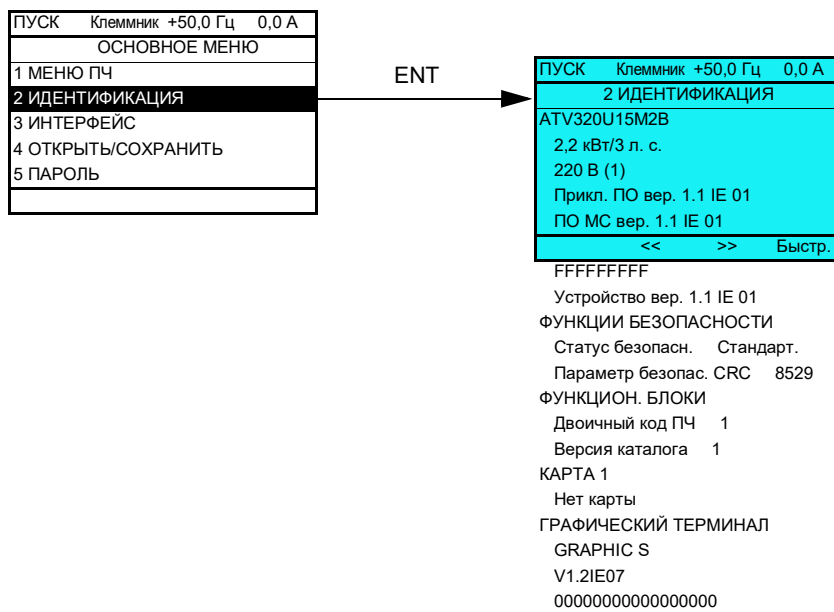 ПУСК Клеммник +50,0 Гц 0,0 А
ОСНОВНОЕ МЕНЮ
1 МЕНЮ ПЧ
2 ИДЕНТИФИКАЦИЯ
3 ИНТЕРФЕЙС
4 ОТКРЫТЬ/СОХРАНИТЬ
5 ПАРОЛЬ
ENT
ПУСК Клеммник +50,0 Гц 0,0 А
2 ИДЕНТИФИКАЦИЯ
ATV320U15M2B
2,2 кВт/3 л. с.
220 В (1)
Прикл. ПО вер. 1.1 IE 01
ПО МС вер. 1.1 IE 01
<< >> Быстр.
FFFFFFFFF
Устройство вер. 1.1 IE 01
ФУНКЦИИ БЕЗОПАСНОСТИ
Статус безопасн. Стандарт.
Параметр безопас. CRC 8529
ФУНКЦИОН. БЛОКИ
Двоичный код ПЧ 1
Версия каталога 1
КАРТА 1
Нет карты
ГРАФИЧЕСКИЙ ТЕРМИНАЛ
GRAPHIC S
V1.2IE07
00000000000000000